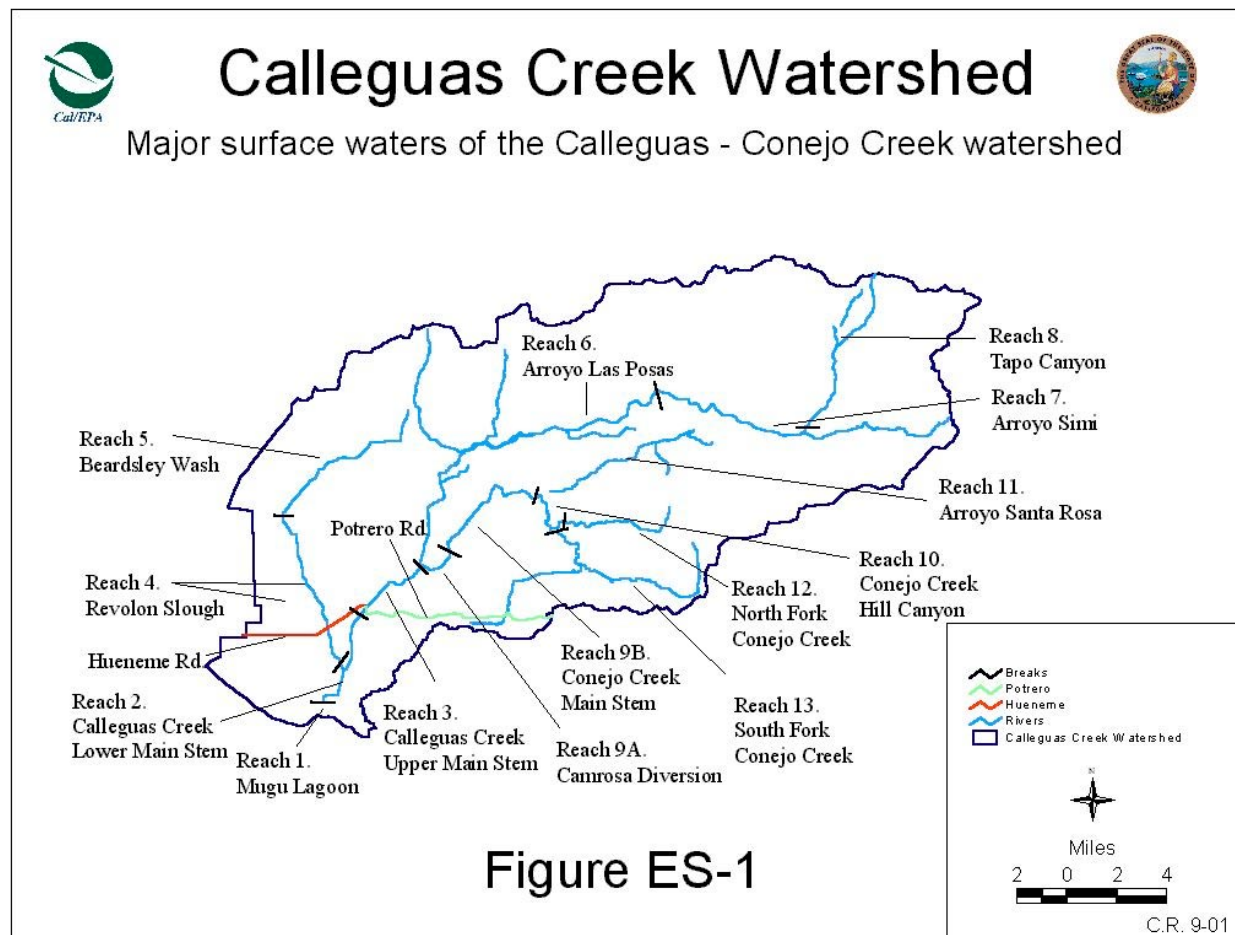 Calleguas Creek Watershed
Cal/EPA
Major surface waters of the Calleguas - Conejo Creek watershed
Reach 6.
Arroyo Las Posas
Reach 8.
Tapo Canyon
Reach 7.
Arroyo Simi
Reach 5.
Beardsley Wash
Reach 11.
Arroyo Santa Rosa
Potrero Rd
Reach 4.
Revolon Slough
Reach 10.
Conejo Creek
Hill Canyon
Reach 12.
North Fork
Conejo Creek
Hueneme Rd
Reach 9B.
Conejo Creek
Main Stem
Reach 2.
Calleguas Creek
Lower Main Stem
Reach 3.
Calleguas Creek
Upper Main Stem
Reach 13.
South Fork
Conejo Creek
Reach 1.
Mugu Lagoon
Reach 9A.
Camrosa Diversion
Breaks
Potrero
Hueneme
Rivers
Calleguas Creek Watershed
N
Miles
2 0 2 4
Figure ES-1
C.R. 9-01